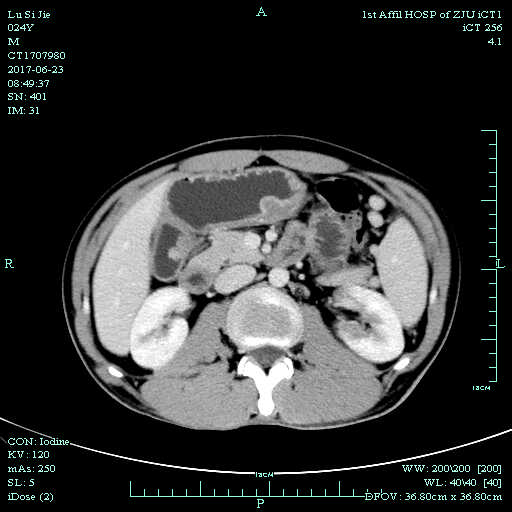 A
Lu Si Jie
024Y
M
CT1707980
2017-06-23
08:49:37
SN: 401
IM: 31
1st Affil HOSP of ZJU iCT1
iCT 256
4.1
R
L
18CM
CON: Iodine
KV: 120
mAs: 250
SL: 5
iDose (2)
18CM
P
WW: 200\200 [200]
WL: 40\40 [40]
DFOV: 36.80cm x 36.80cm